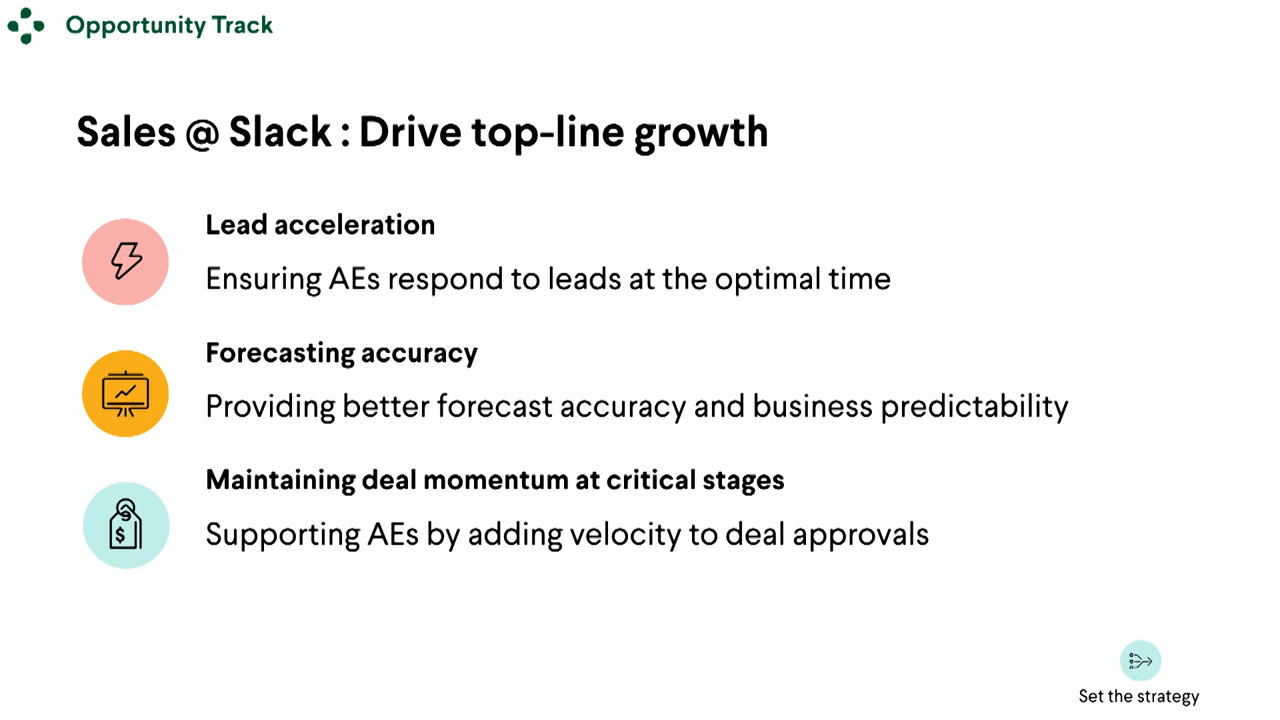 Opportunity Track
Sales @ Slack : Drive top-line growth
Lead acceleration
Ensuring AEs respond to leads at the optimal time
Forecasting accuracy
Providing better forecast accuracy and business predictability
Maintaining deal momentum at critical stages
$
Supporting AEs by adding velocity to deal approvals
Set the strategy